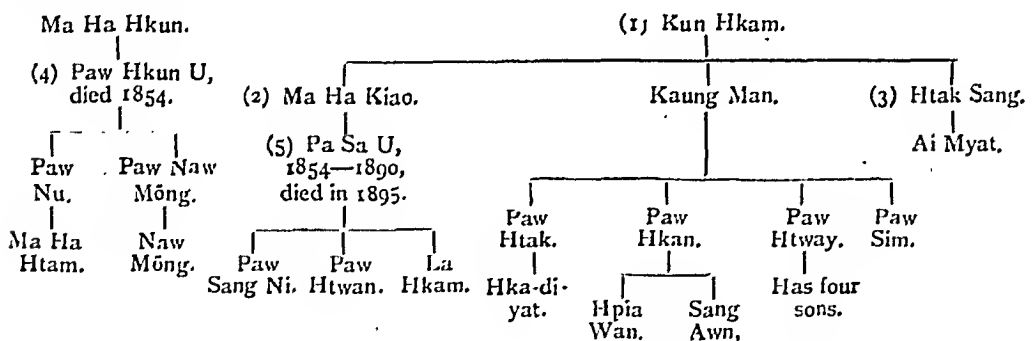 Ma Ha Hkun.
(4) Paw Hkun U,
died 1854.
Paw
Nu.
Paw Naw
Mōng.
Ma Ha
Htam.
Naw
Mōng.
(1) Kun Hkam.
(2) Ma Ha Kiao.
Kaung Man.
(3) Htak Sang.
(5) Pa Sa U,
1854—1890,
died in 1895.
Ai Myat.
Paw
Sang Ni.
Paw
Htwan.
La
Hkam.
Paw
Htak.
Paw
Hkan.
Paw
Htway.
Paw
Sim.
Hka-di-
yat.
Hpia
Wan.
Sang
Awn,
Has four
sons.